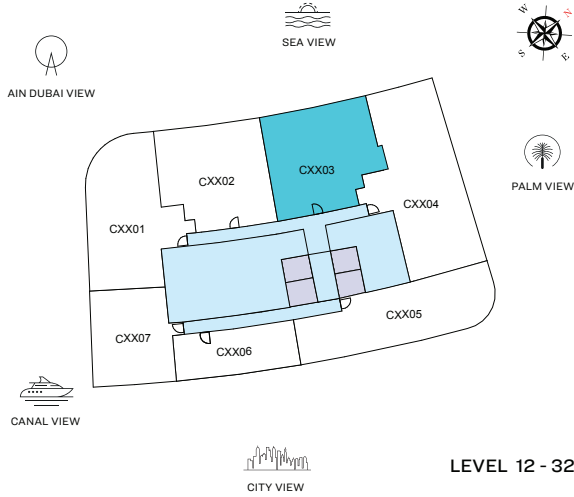 SEA VIEW
W
N
S
E
AIN DUBAI VIEW
PALM VIEW
CXX01
CXX02
CXX03
CXX04
CXX05
CXX06
CXX07
CANAL VIEW
CITY VIEW
LEVEL 12 - 32